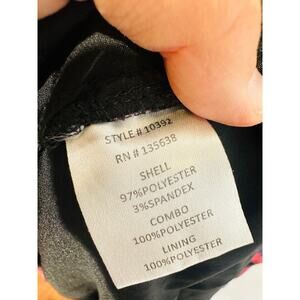 STYLE # 10392
RN # 135638
SHELL
97%POLYESTER
3%SPANDEX
COMBO
100%POLYESTER
LINING
100%POLYESTER